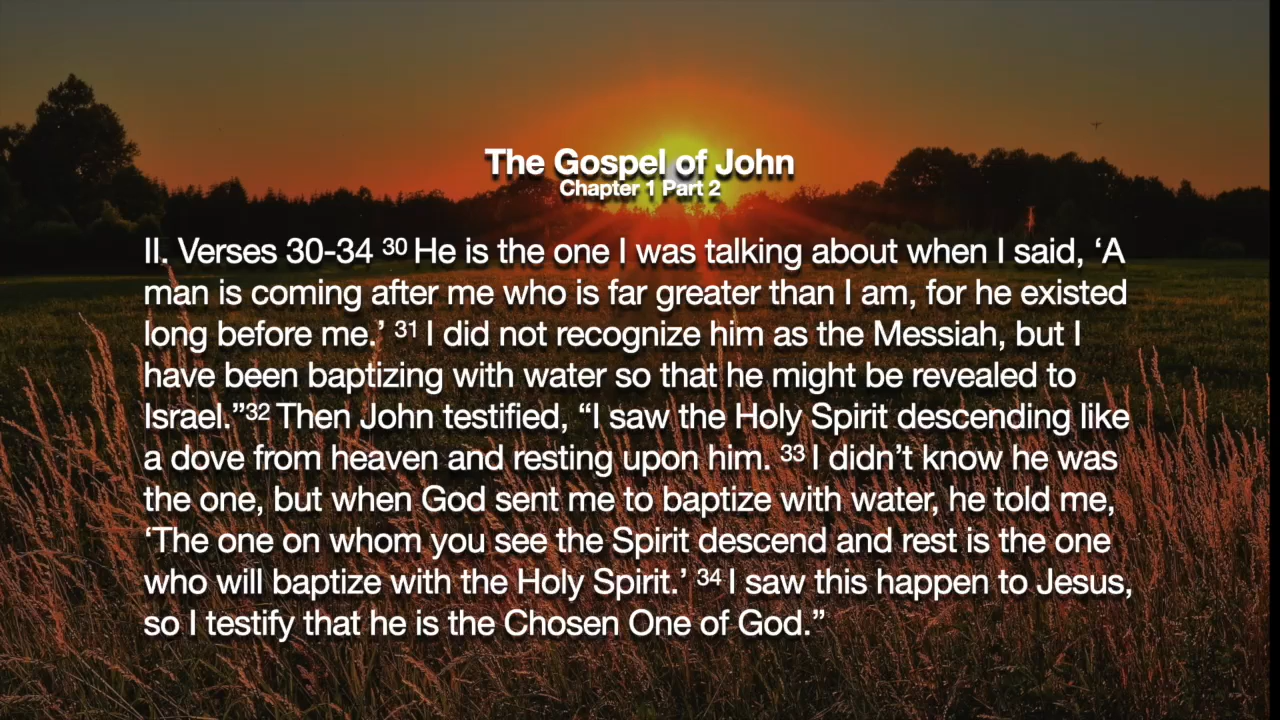 The Gospel of John
Chapter 1 Part 2
II. Verses 30-34 ³⁰ He is the one I was talking about when I said, ‘A
man is coming after me who is far greater than I am, for he existed
long before me.’ ³¹ I did not recognize him as the Messiah, but I
have been baptizing with water so that he might be revealed to
Israel.”³² Then John testified, “I saw the Holy Spirit descending like
a dove from heaven and resting upon him. ³³ I didn’t know he was
the one, but when God sent me to baptize with water, he told me,
‘The one on whom you see the Spirit descend and rest is the one
who will baptize with the Holy Spirit.’ ³⁴ I saw this happen to Jesus,
so I testify that he is the Chosen One of God.”